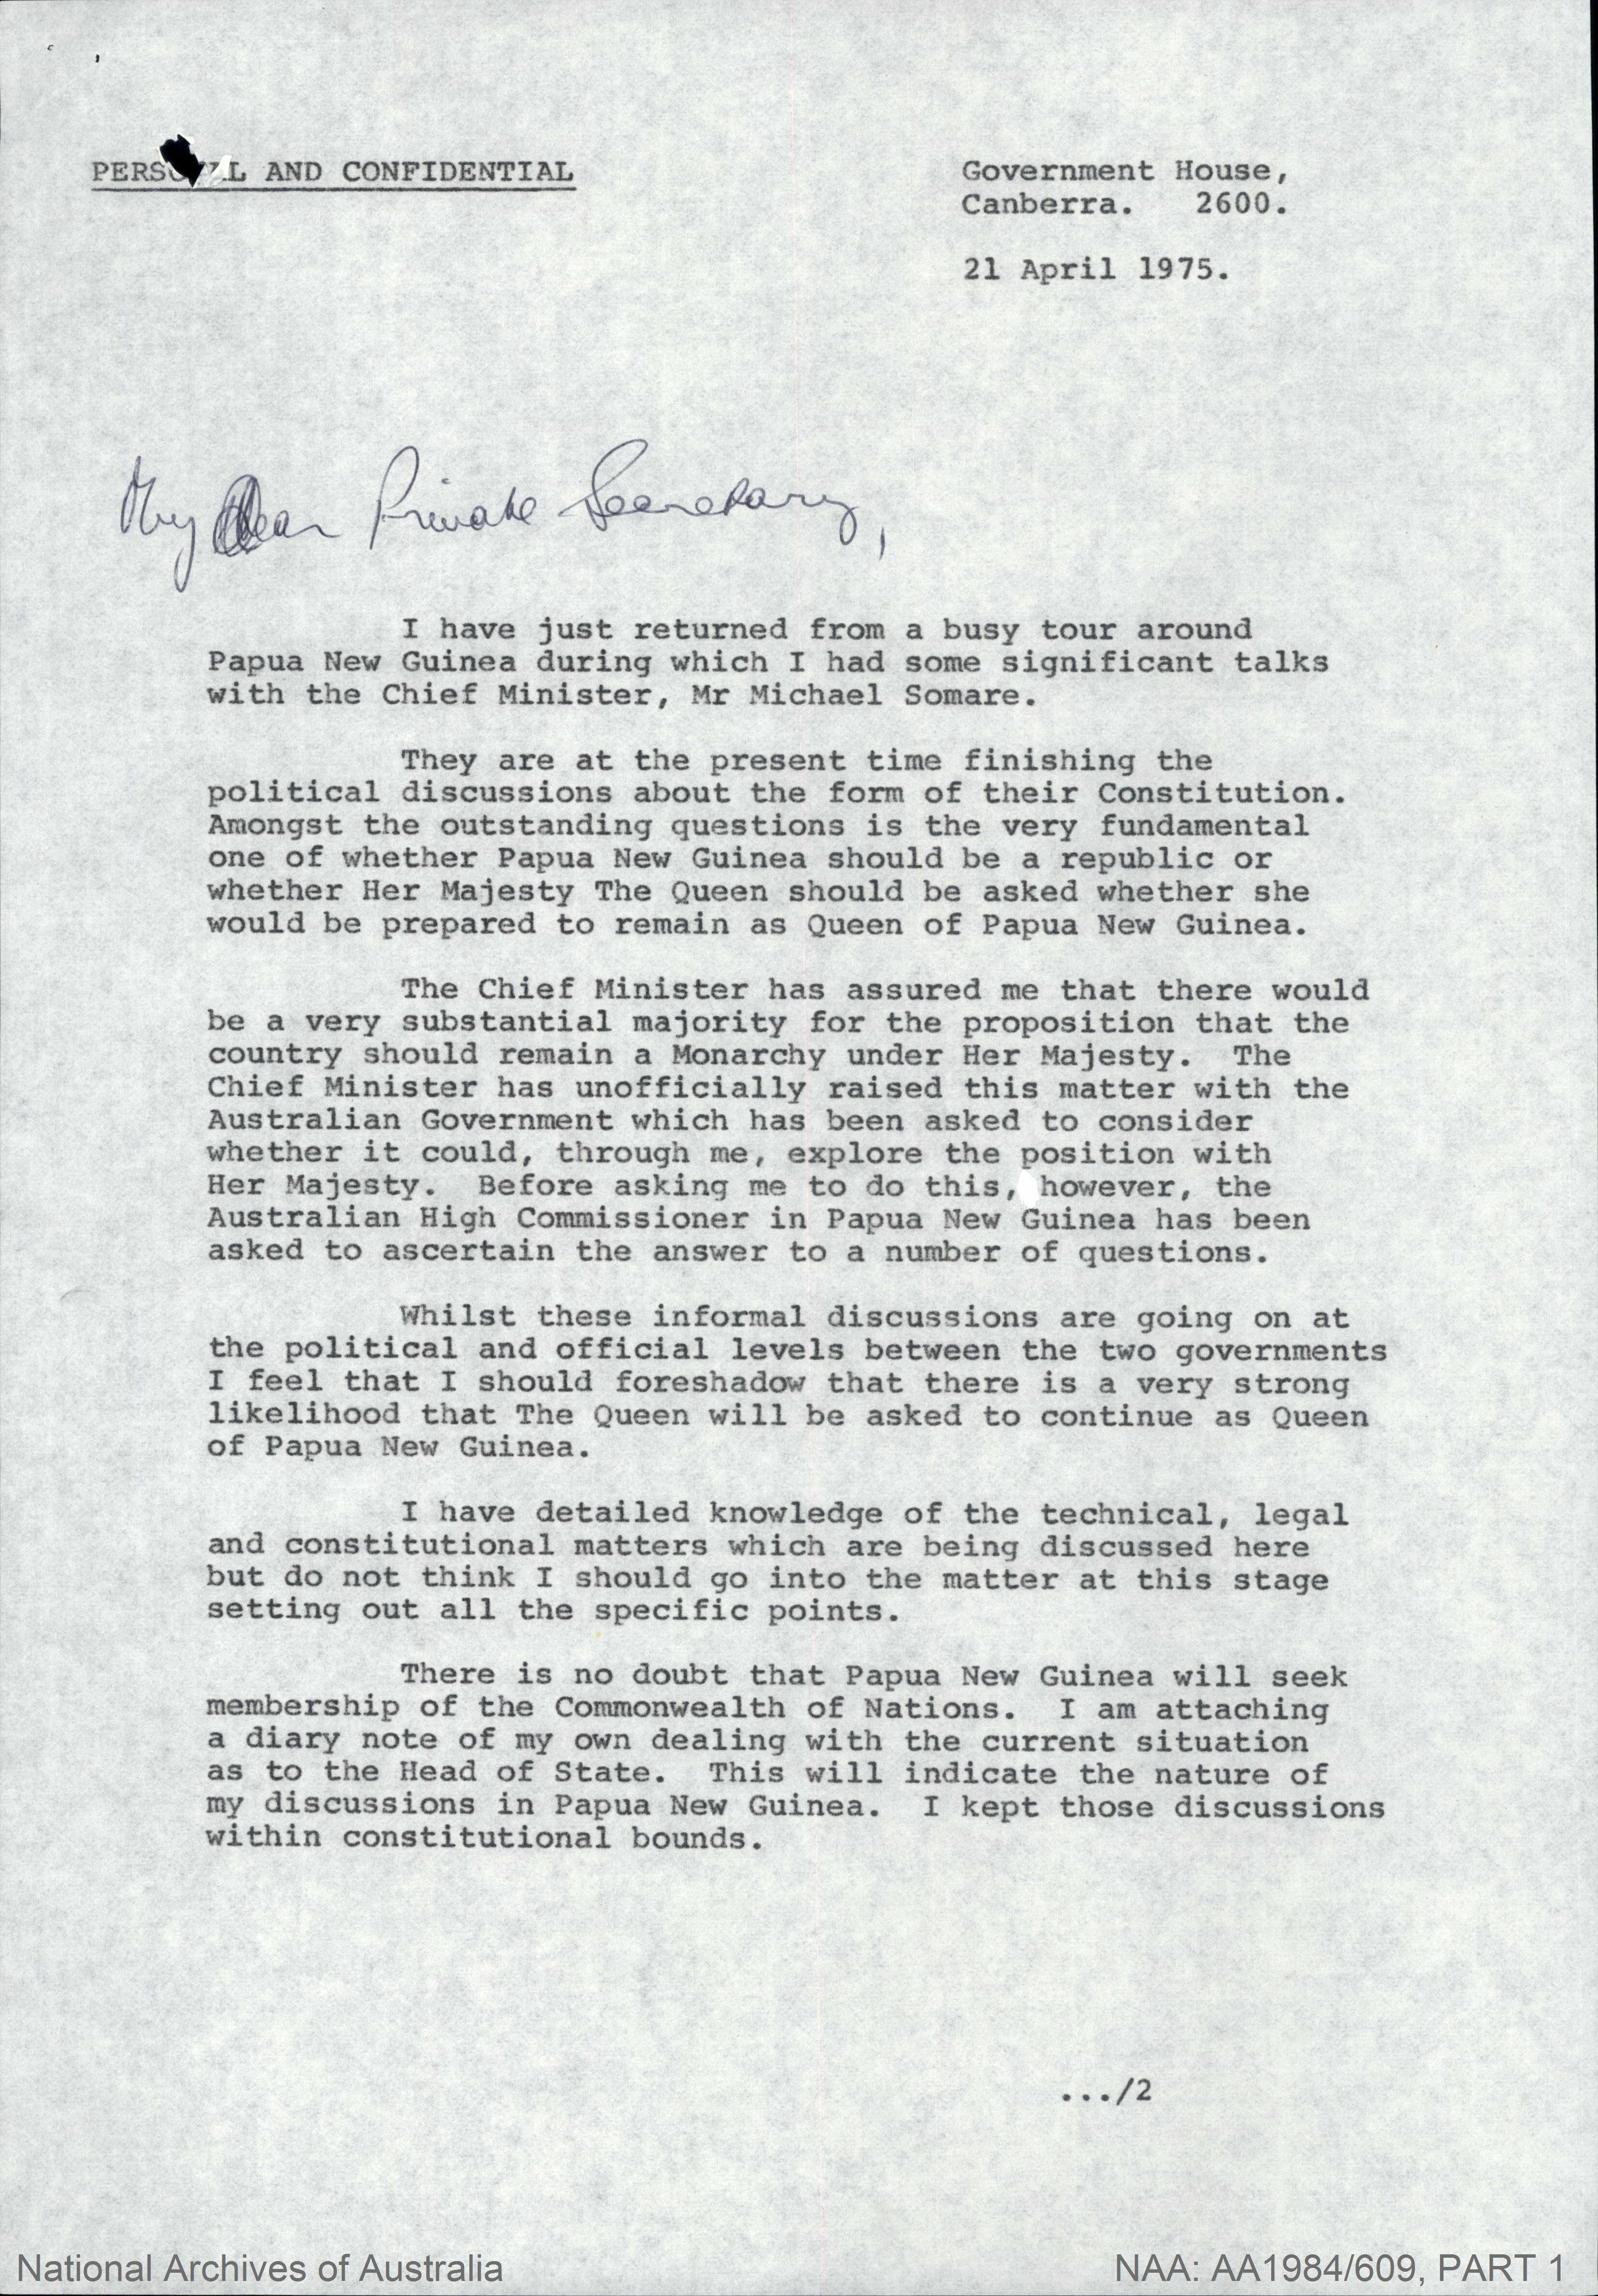 PERSONAL AND CONFIDENTIAL
Government House,
Canberra. 2600.
21 April 1975.
My Dear Private Secretary,
I have just returned from a busy tour around
Papua New Guinea during which I had some significant talks
with the Chief Minister, Mr Michael Somare.
They are at the present time finishing the
political discussions about the form of their Constitution.
Amongst the outstanding questions is the very fundamental
one of whether Papua New Guinea should be a republic or
whether Her Majesty The Queen should be asked whether she
would be prepared to remain as Queen of Papua New Guinea.
The Chief Minister has assured me that there would
be a very substantial majority for the proposition that the
country should remain a Monarchy under Her Majesty. The
Chief Minister has unofficially raised this matter with the
Australian Government which has been asked to consider
whether it could, through me, explore the position with
Her Majesty. Before asking me to do this, however, the
Australian High Commissioner in Papua New Guinea has been
asked to ascertain the answer to a number of questions.
Whilst these informal discussions are going on at
the political and official levels between the two governments
I feel that I should foreshadow that there is a very strong
likelihood that The Queen will be asked to continue as Queen
of Papua New Guinea.
I have detailed knowledge of the technical, legal
and constitutional matters which are being discussed here
but do not think I should go into the matter at this stage
setting out all the specific points.
There is no doubt that Papua New Guinea will seek
membership of the Commonwealth of Nations. I am attaching
a diary note of my own dealing with the current situation
as to the Head of State. This will indicate the nature of
my discussions in Papua New Guinea. I kept those discussions
within constitutional bounds.
.../2
National Archives of Australia
NAA: AA1984/609, PART 1